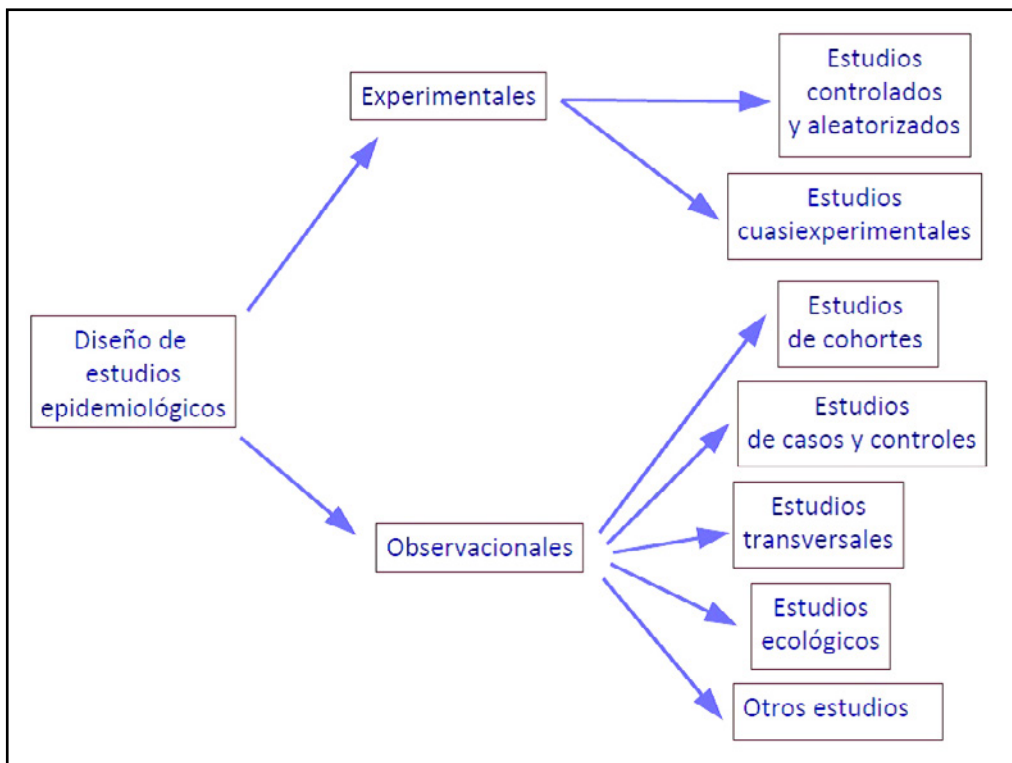 Diseño de
estudios
epidemiológicos
Experimentales
Estudios
controlados
y aleatorizados
Estudios
cuasiexperimentales
Observacionales
Estudios
de cohortes
Estudios
de casos y controles
Estudios
transversales
Estudios
ecológicos
Otros estudios